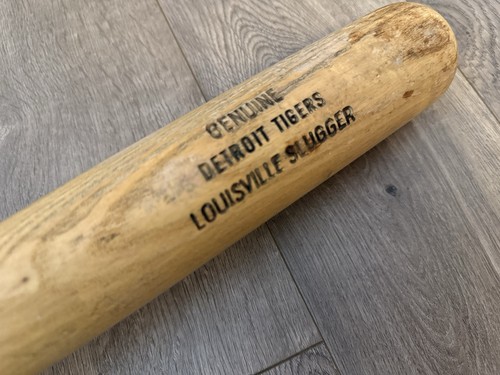 GENUINE
DETROIT TIGERS
LOUISVILLE SLUGGER